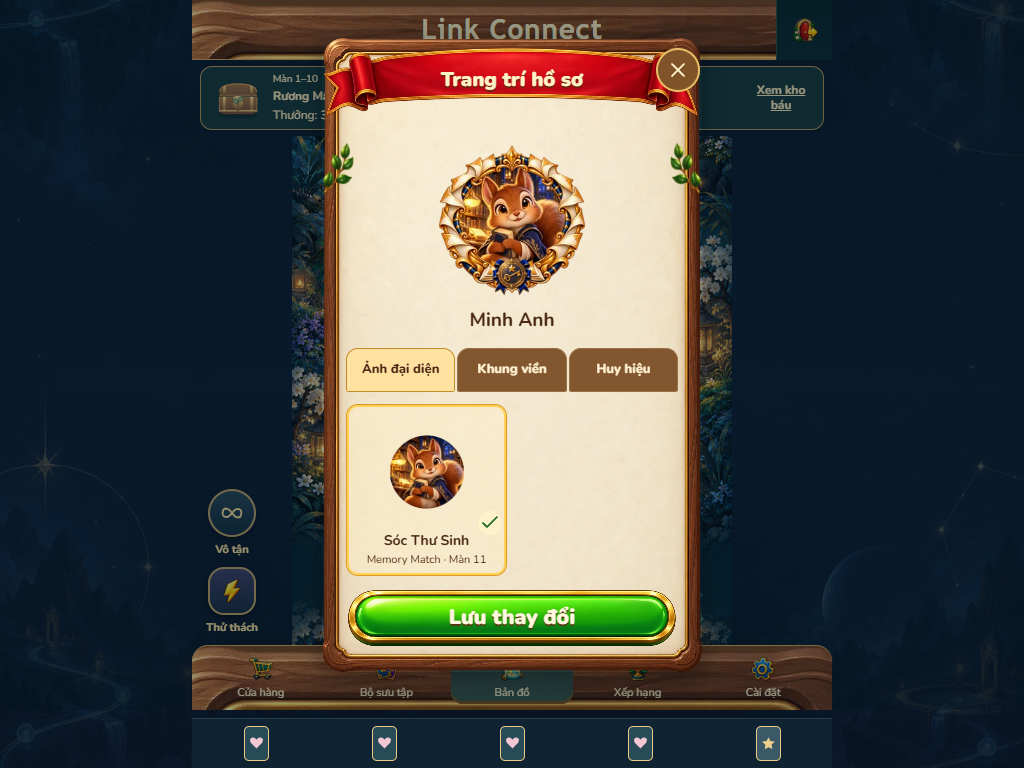 Link Connect
Trang trí hồ sơ
Màn 1–10
Rương
Thưởng:
Xem kho
báu
Minh Anh
Ảnh đại diện
Khung viền
Huy hiệu
Sóc Thư Sinh
Memory Match · Màn 11
Vô tận
Thử thách
Lưu thay đổi
Cửa hàng
Bộ sưu tập
Bản đồ
Xếp hạng
Cài đặt